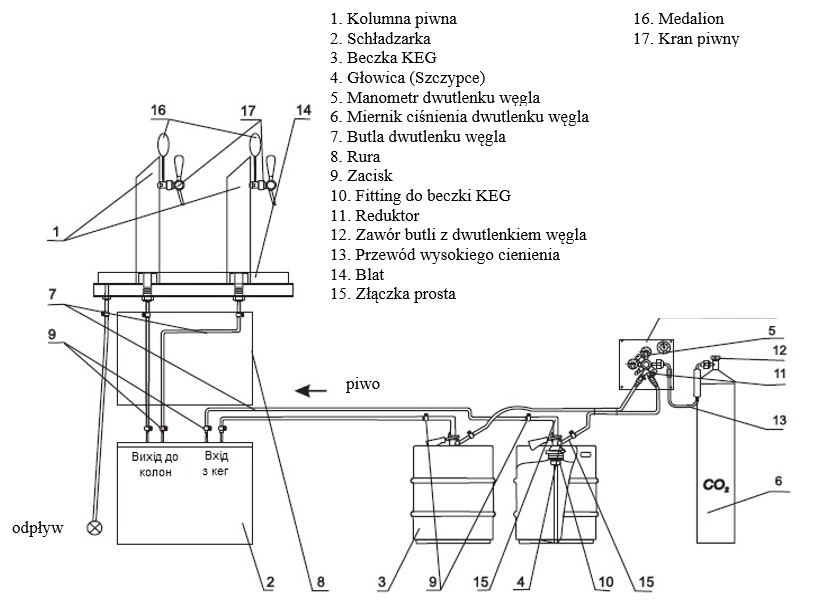 1. Kolumna piwna
2. Schładzarka
3. Beczka KEG
4. Głowica (Szczypce)
5. Manometr dwutlenku węgla
6. Miernik ciśnienia dwutlenku węgla
7. Butla dwutlenku węgla
8. Rura
9. Zacisk
10. Fitting do beczki KEG
11. Reduktor
12. Zawór butli z dwutlenkiem węgla
13. Przewód wysokiego cienienia
14. Blat
15. Złączka prosta
16. Medalion
17. Kran piwny
16
17
14
1
7
9
piwo
5
12
11
13
Вихід до
колон
Вхід
з кег
CO2
6
odpływ
2
8
3
9
15
4
10
15